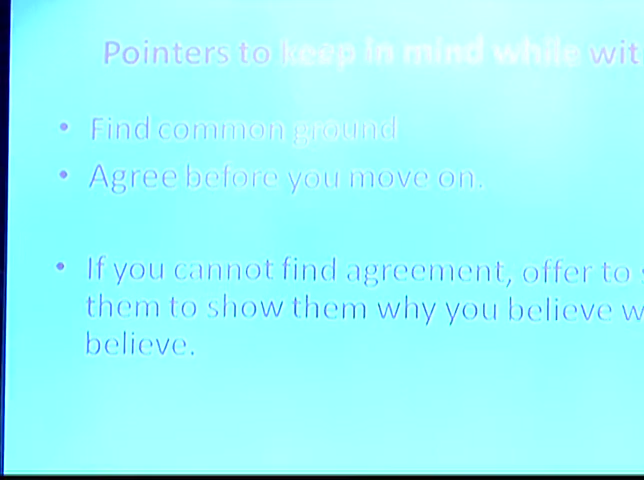 Pointers to keep in mind while wit
• Find common ground
• Agree before you move on.
• If you cannot find agreement, offer to
them to show them why you believe w
believe.